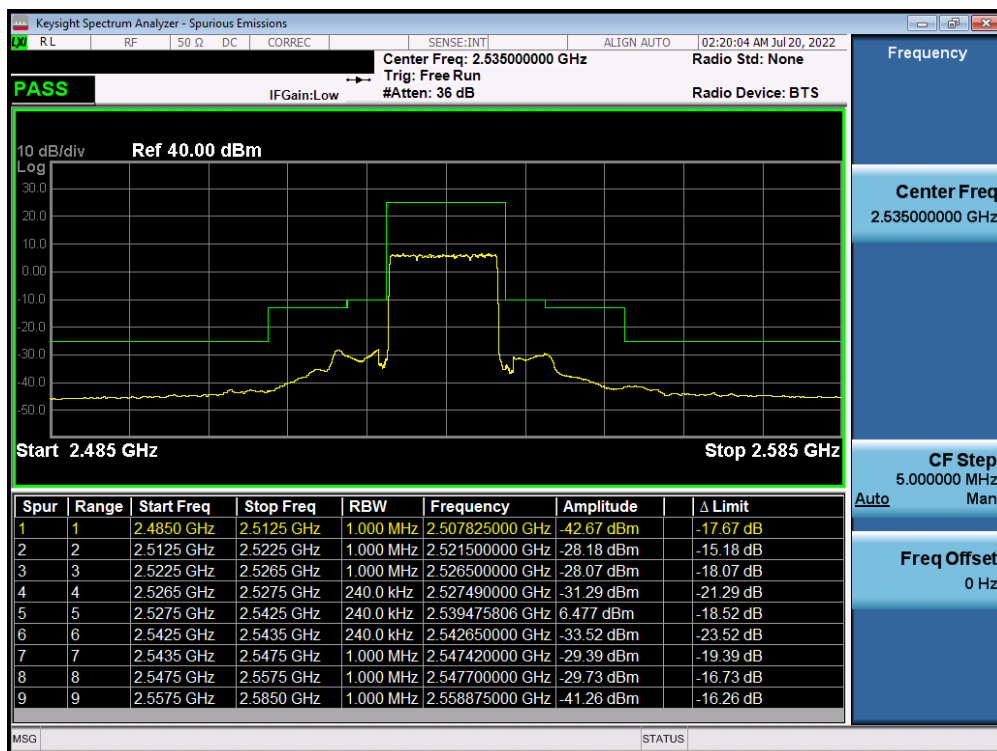 Keysight Spectrum Analyzer - Spurious Emissions
LXI RL RF 50 Ω DC CORREC SENSE:INT ALIGN AUTO 02:20:04 AM Jul 20, 2022
Center Freq: 2.535000000 GHz Radio Std: None
Trig: Free Run
PASS IFGain:Low #Atten: 36 dB Radio Device: BTS
10 dB/div Ref 40.00 dBm
Log
30.0
20.0
10.0
0.00
-10.0
-20.0
-30.0
-40.0
-50.0
Start 2.485 GHz Stop 2.585 GHz
Spur Range Start Freq Stop Freq RBW Frequency Amplitude Δ Limit
1 1 2.4850 GHz 2.5125 GHz 1.000 MHz 2.507825000 GHz -42.67 dBm -17.67 dB
2 2 2.5125 GHz 2.5225 GHz 1.000 MHz 2.521500000 GHz -28.18 dBm -15.18 dB
3 3 2.5225 GHz 2.5265 GHz 1.000 MHz 2.526500000 GHz -28.07 dBm -18.07 dB
4 4 2.5265 GHz 2.5275 GHz 240.0 kHz 2.527490000 GHz -31.29 dBm -21.29 dB
5 5 2.5275 GHz 2.5425 GHz 240.0 kHz 2.539475806 GHz 6.477 dBm -18.52 dB
6 6 2.5425 GHz 2.5435 GHz 240.0 kHz 2.542650000 GHz -33.52 dBm -23.52 dB
7 7 2.5435 GHz 2.5475 GHz 1.000 MHz 2.547420000 GHz -29.39 dBm -19.39 dB
8 8 2.5475 GHz 2.5575 GHz 1.000 MHz 2.547700000 GHz -29.73 dBm -16.73 dB
9 9 2.5575 GHz 2.5850 GHz 1.000 MHz 2.558875000 GHz -41.26 dBm -16.26 dB
MSG STATUS
Frequency
Center Freq
2.535000000 GHz
CF Step
5.000000 MHz
Auto Man
Freq Offset
0 Hz